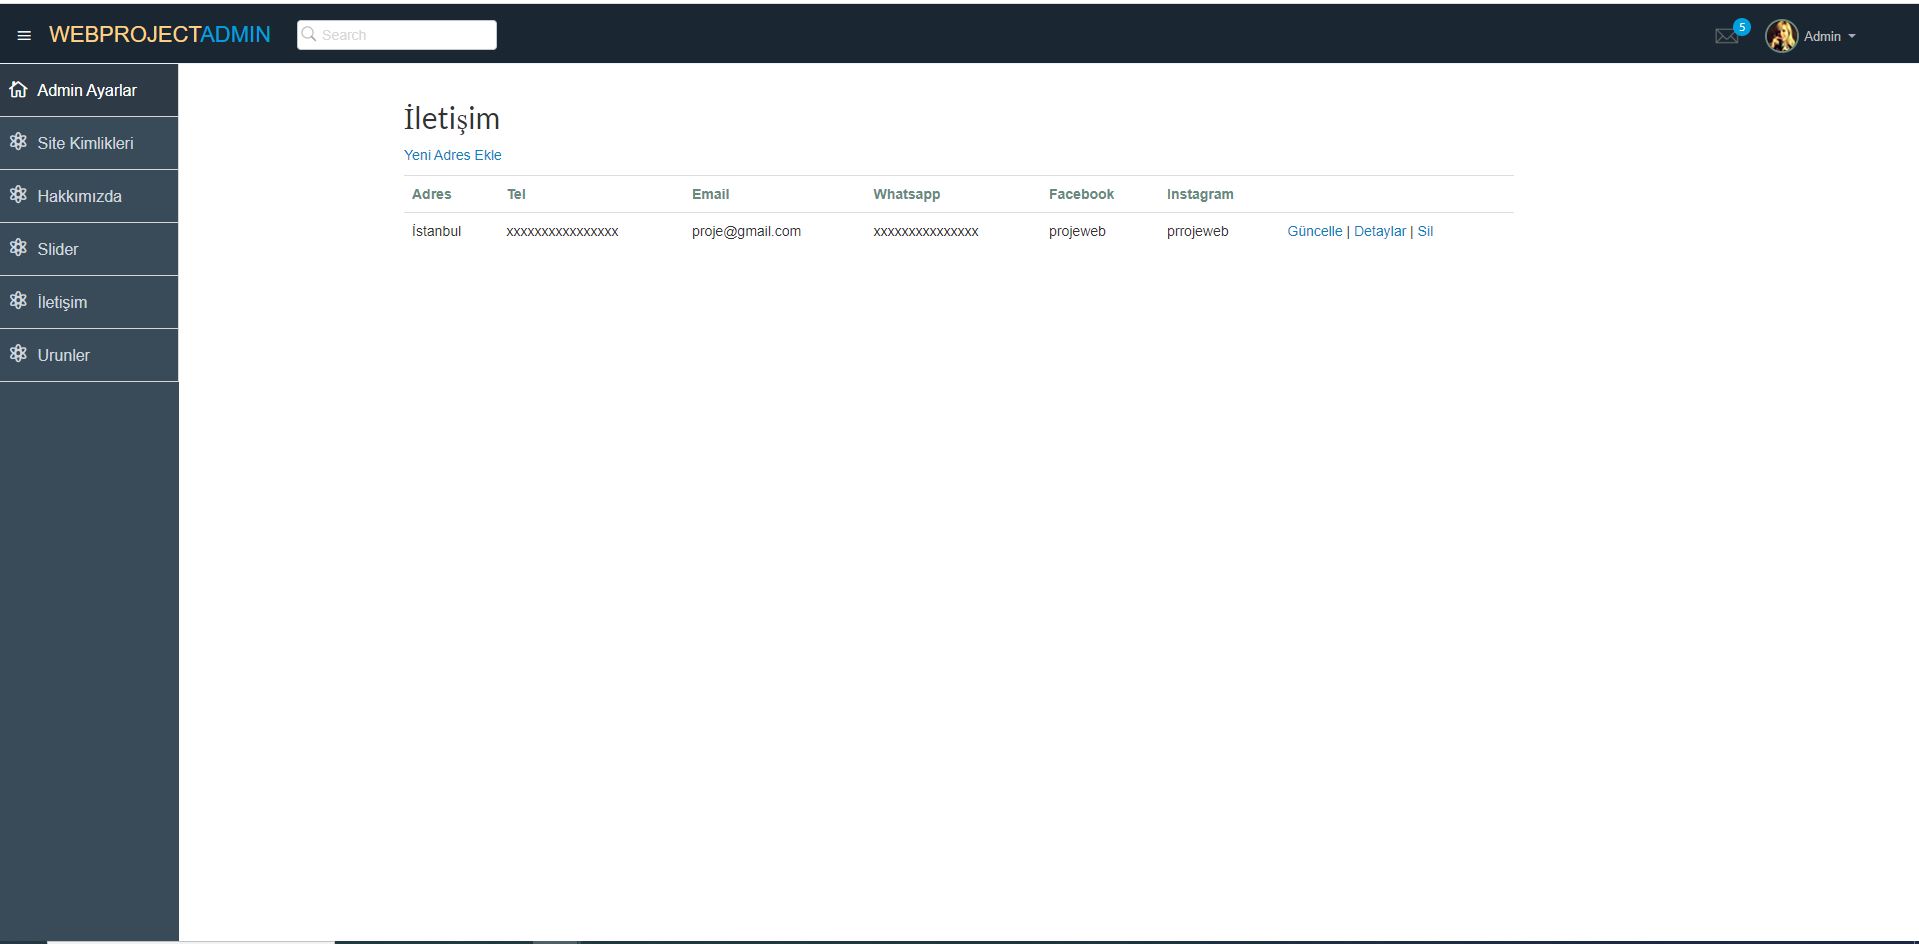 WEBPROJECTADMIN Search 5 Admin
Admin Ayarlar
Site Kimlikleri
Hakkımızda
Slider
İletişim
Urunler
İletişim
Yeni Adres Ekle
Adres Tel Email Whatsapp Facebook Instagram
İstanbul xxxxxxxxxxxxxxxx proje@gmail.com xxxxxxxxxxxxxxx projeweb prrojeweb Güncelle | Detaylar | Sil